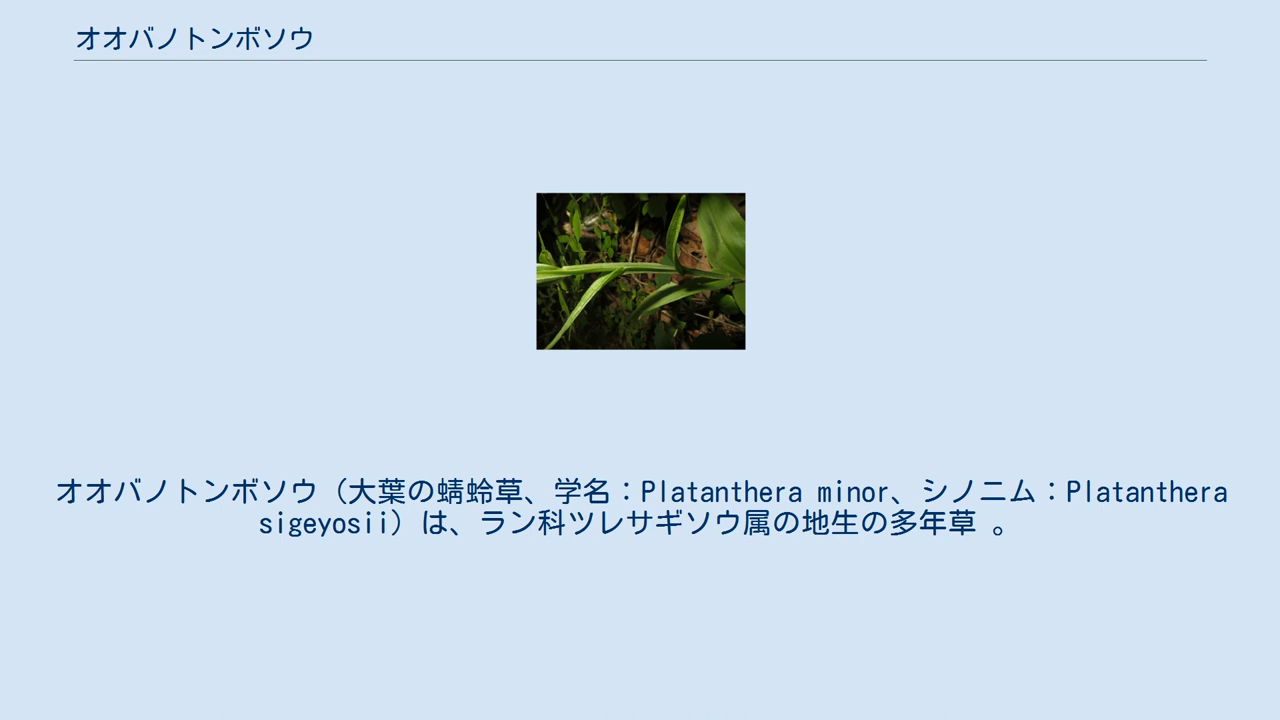 オオバノトンボソウ
オオバノトンボソウ（大葉の蜻蛉草、学名：Platanthera minor、シノニム：Platanthera
sigeyosii）は、ラン科ツレサギソウ属の地生の多年草 。